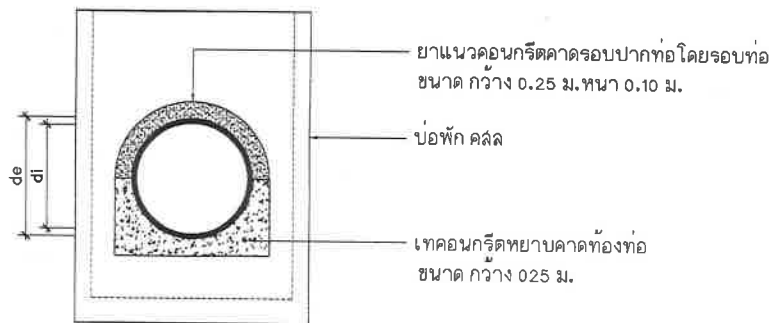 ยาแนวคอนกรีตคาดรอบปากท่อโดยรอบท่อ
ขนาด กว้าง 0.25 ม.หนา 0.10 ม.
บ่อพัก คสล
de
di
เทคอนกรีตหยาบคาดท้องท่อ
ขนาด กว้าง 025 ม.